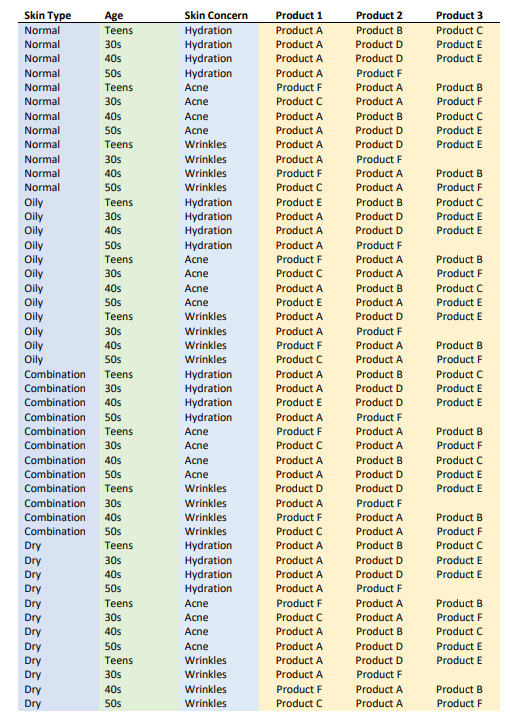 Skin Type Age Skin Concern Product 1 Product 2 Product 3
Normal Teens Hydration Product A Product B Product C
Normal 30s Hydration Product A Product D Product E
Normal 40s Hydration Product A Product D Product E
Normal 50s Hydration Product A Product F
Normal Teens Acne Product F Product A Product B
Normal 30s Acne Product C Product A Product F
Normal 40s Acne Product A Product B Product C
Normal 50s Acne Product A Product D Product E
Normal Teens Wrinkles Product A Product D Product E
Normal 30s Wrinkles Product A Product F
Normal 40s Wrinkles Product F Product A Product B
Normal 50s Wrinkles Product C Product A Product F
Oily Teens Hydration Product E Product B Product C
Oily 30s Hydration Product A Product D Product E
Oily 40s Hydration Product A Product D Product E
Oily 50s Hydration Product A Product F
Oily Teens Acne Product F Product A Product B
Oily 30s Acne Product C Product A Product F
Oily 40s Acne Product A Product B Product C
Oily 50s Acne Product E Product A Product E
Oily Teens Wrinkles Product A Product D Product E
Oily 30s Wrinkles Product A Product F
Oily 40s Wrinkles Product F Product A Product B
Oily 50s Wrinkles Product C Product A Product F
Combination Teens Hydration Product A Product B Product C
Combination 30s Hydration Product A Product D Product E
Combination 40s Hydration Product E Product D Product E
Combination 50s Hydration Product A Product F
Combination Teens Acne Product F Product A Product B
Combination 30s Acne Product C Product A Product F
Combination 40s Acne Product A Product B Product C
Combination 50s Acne Product A Product D Product E
Combination Teens Wrinkles Product D Product D Product E
Combination 30s Wrinkles Product A Product F
Combination 40s Wrinkles Product F Product A Product B
Combination 50s Wrinkles Product C Product A Product F
Dry Teens Hydration Product A Product B Product C
Dry 30s Hydration Product A Product D Product E
Dry 40s Hydration Product A Product D Product E
Dry 50s Hydration Product A Product F
Dry Teens Acne Product F Product A Product B
Dry 30s Acne Product C Product A Product F
Dry 40s Acne Product A Product B Product C
Dry 50s Acne Product A Product D Product E
Dry Teens Wrinkles Product A Product D Product E
Dry 30s Wrinkles Product A Product F
Dry 40s Wrinkles Product F Product A Product B
Dry 50s Wrinkles Product C Product A Product F